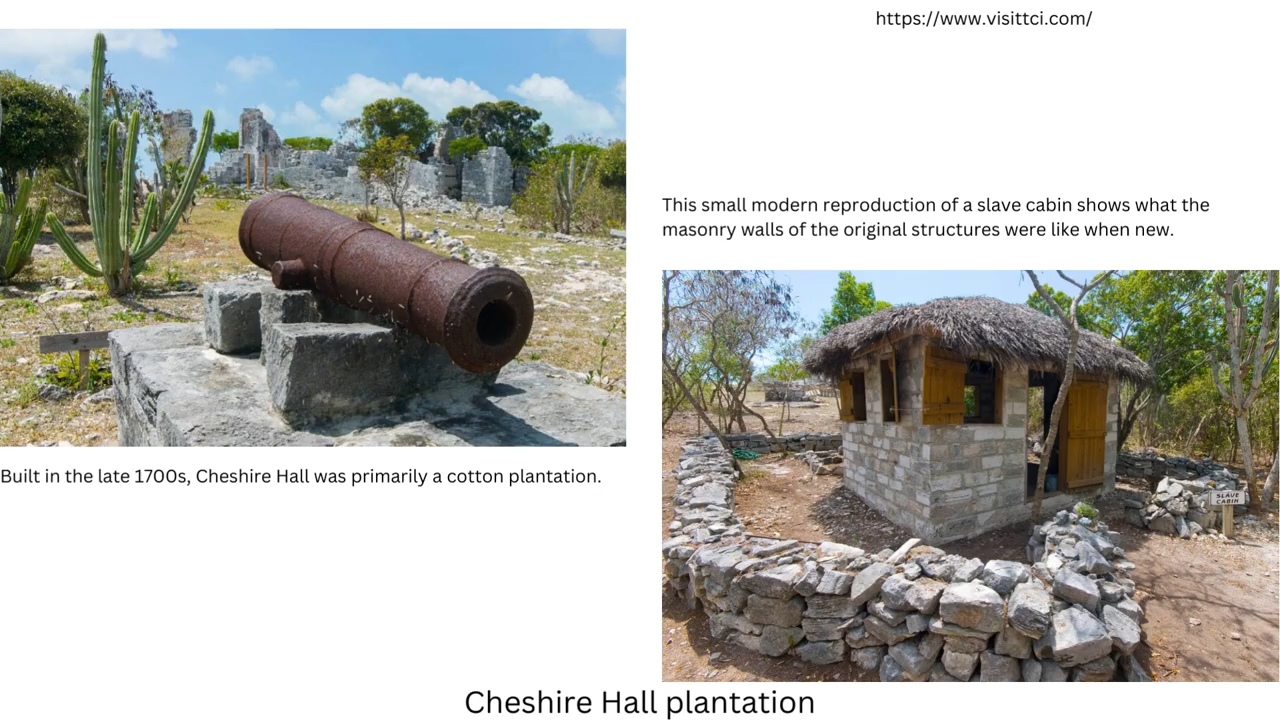 https://www.visittci.com/
This small modern reproduction of a slave cabin shows what the
masonry walls of the original structures were like when new.
Built in the late 1700s, Cheshire Hall was primarily a cotton plantation.
SLAVE
CABIN
Cheshire Hall plantation